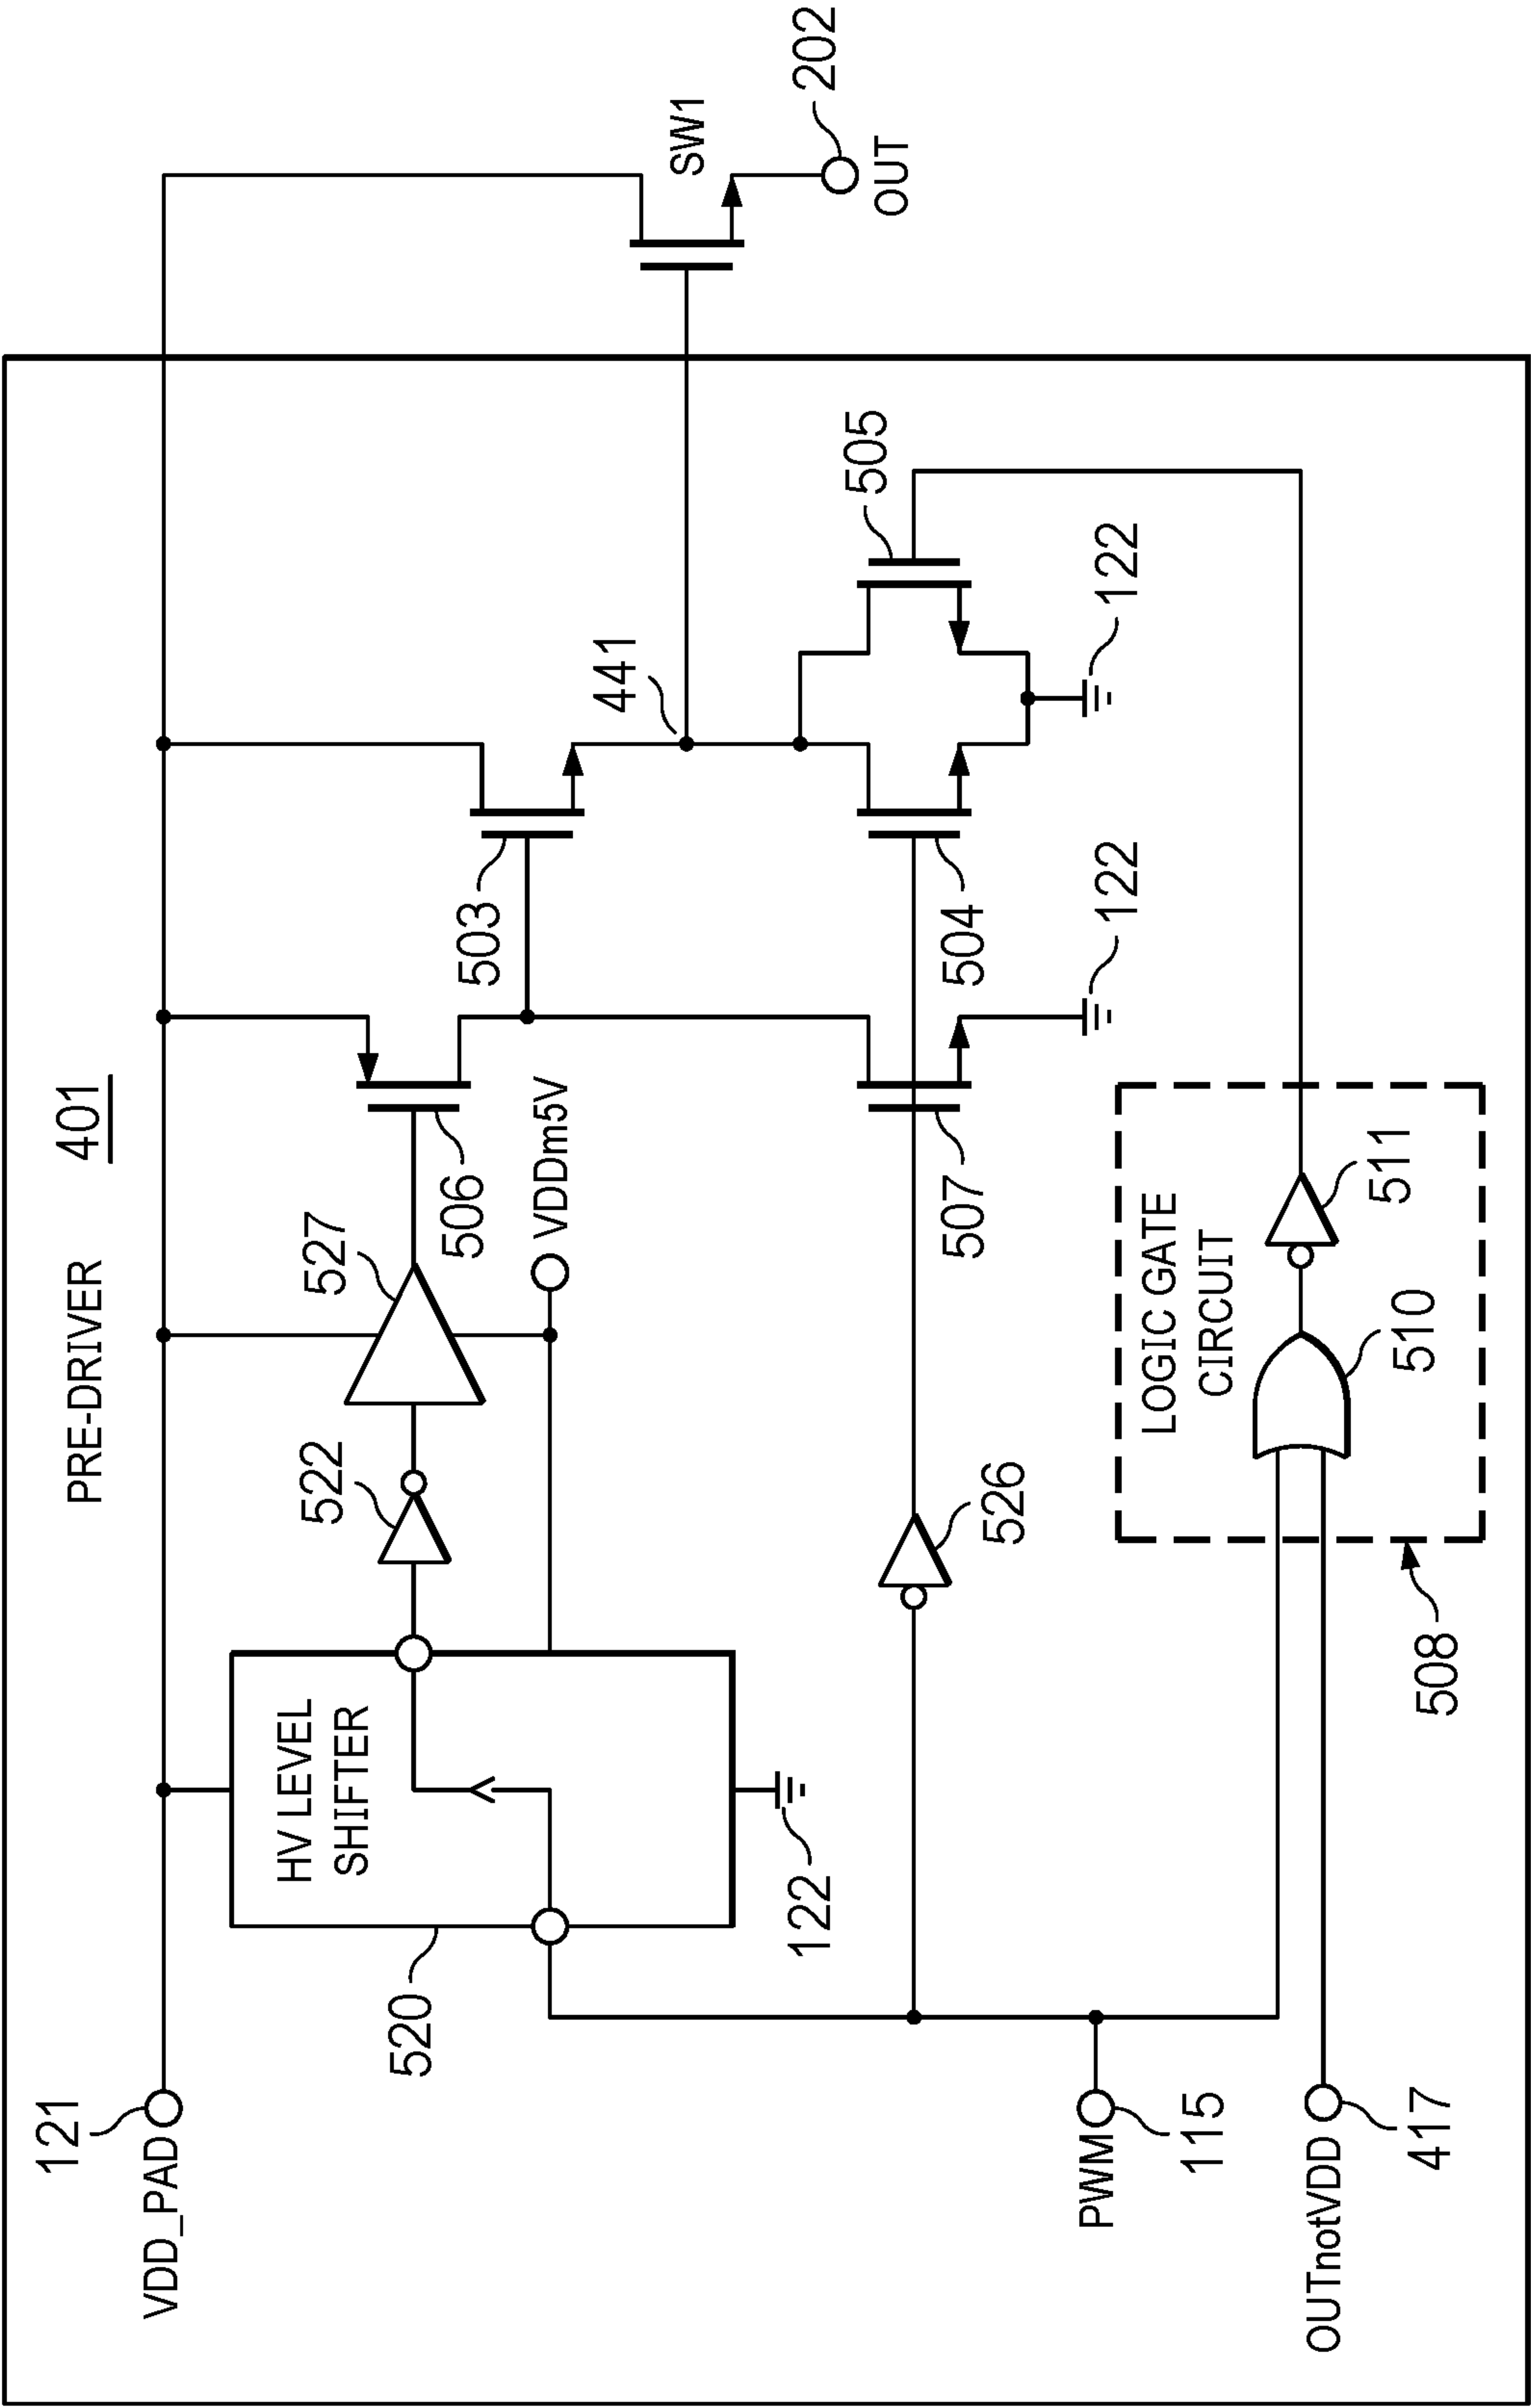 PRE-DRIVER
401
121
VDD_PAD
HV LEVEL
SHIFTER
520
122
522
527
506
VDDm5V
503
441
SW1
202
OUT
505
122
504
122
507
526
PWM
115
OUTnotVDD
417
LOGIC GATE
CIRCUIT
511
510
508